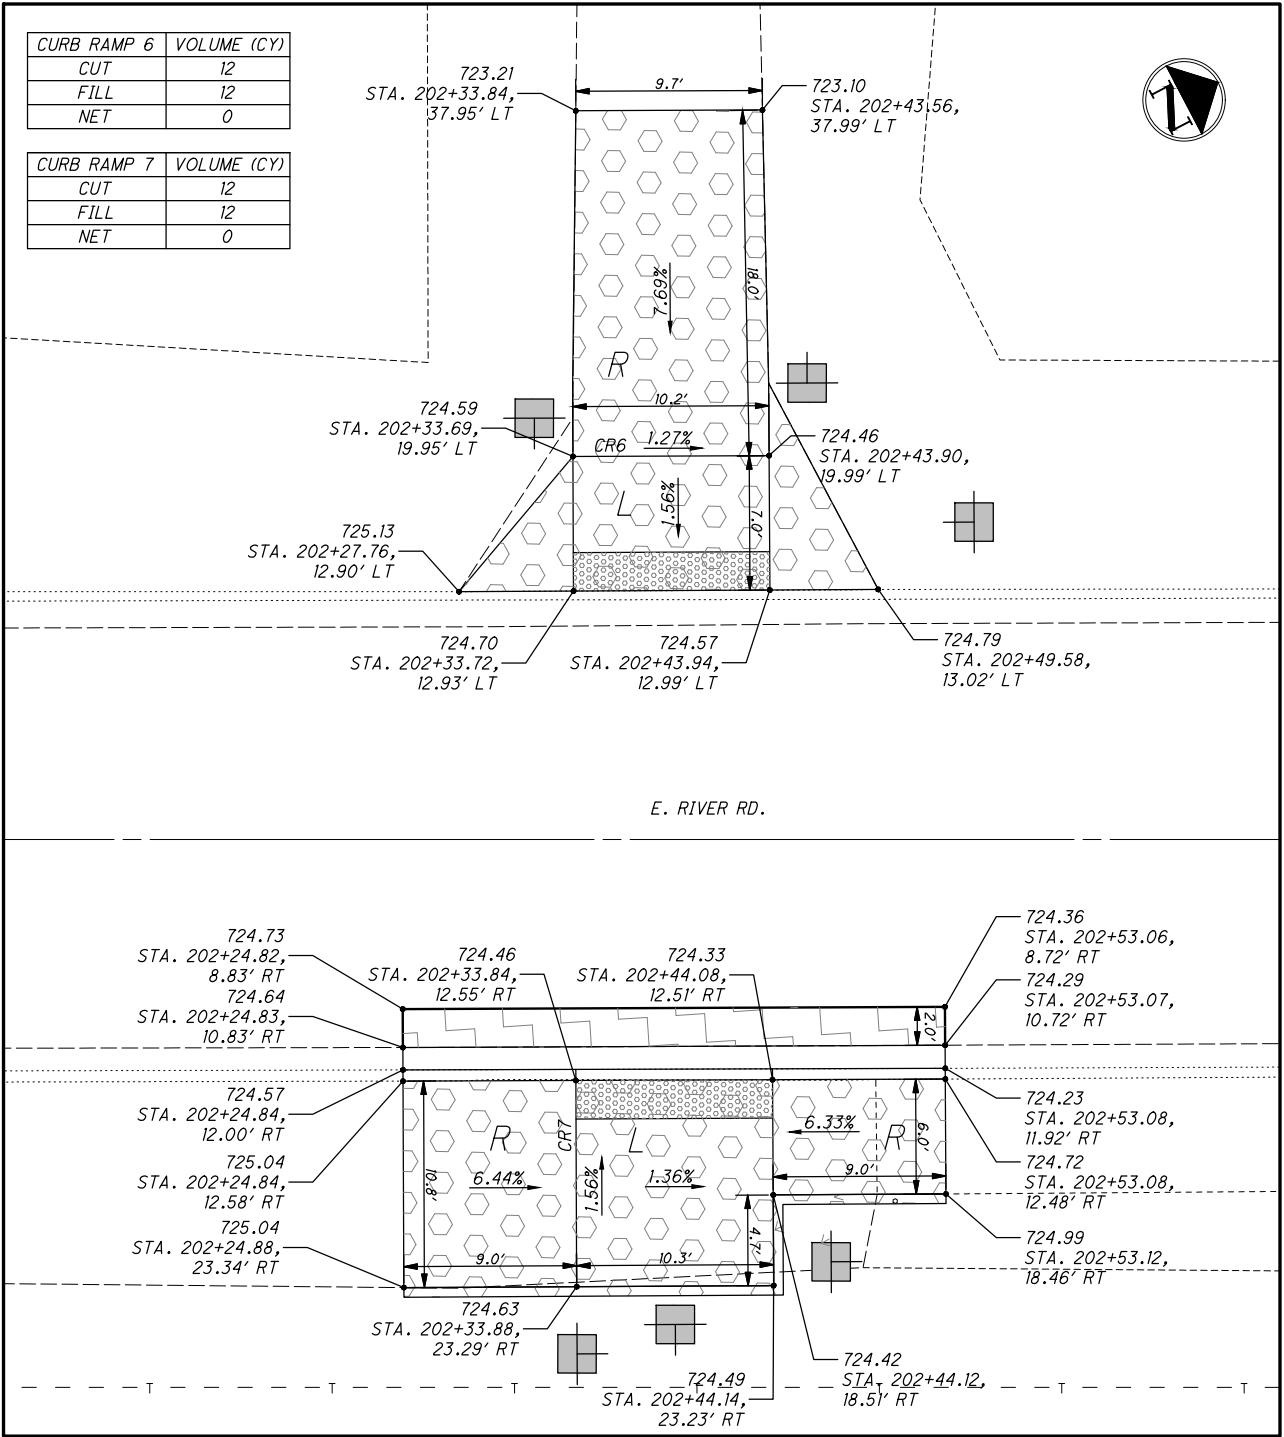 CURB RAMP 6 VOLUME (CY)
CUT 12
FILL 12
NET 0
CURB RAMP 7 VOLUME (CY)
CUT 12
FILL 12
NET 0
723.21
STA. 202+33.84,
37.95' LT
9.7'
723.10
STA. 202+43.56,
37.99' LT
N
7.69%
18.0'
R
10.2'
724.59
STA. 202+33.69,
19.95' LT
CR6 1.27%
724.46
STA. 202+43.90,
19.99' LT
L
1.56%
7.0'
725.13
STA. 202+27.76,
12.90' LT
724.70
STA. 202+33.72,
12.93' LT
724.57
STA. 202+43.94,
12.99' LT
724.79
STA. 202+49.58,
13.02' LT
E. RIVER RD.
724.73
STA. 202+24.82,
8.83' RT
724.46
STA. 202+33.84,
12.55' RT
724.33
STA. 202+44.08,
12.51' RT
724.36
STA. 202+53.06,
8.72' RT
724.64
STA. 202+24.83,
10.83' RT
724.29
STA. 202+53.07,
10.72' RT
2.0'
724.57
STA. 202+24.84,
12.00' RT
724.23
STA. 202+53.08,
11.92' RT
725.04
STA. 202+24.84,
12.58' RT
724.72
STA. 202+53.08,
12.48' RT
R
6.44%
10.8'
CR7
L
1.56%
1.36%
6.33%
R
6.0'
9.0'
725.04
STA. 202+24.88,
23.34' RT
9.0'
10.3'
4.7'
724.99
STA. 202+53.12,
18.46' RT
724.63
STA. 202+33.88,
23.29' RT
724.49
STA. 202+44.14,
23.23' RT
724.42
STA. 202+44.12,
18.51' RT
T T T T T T T